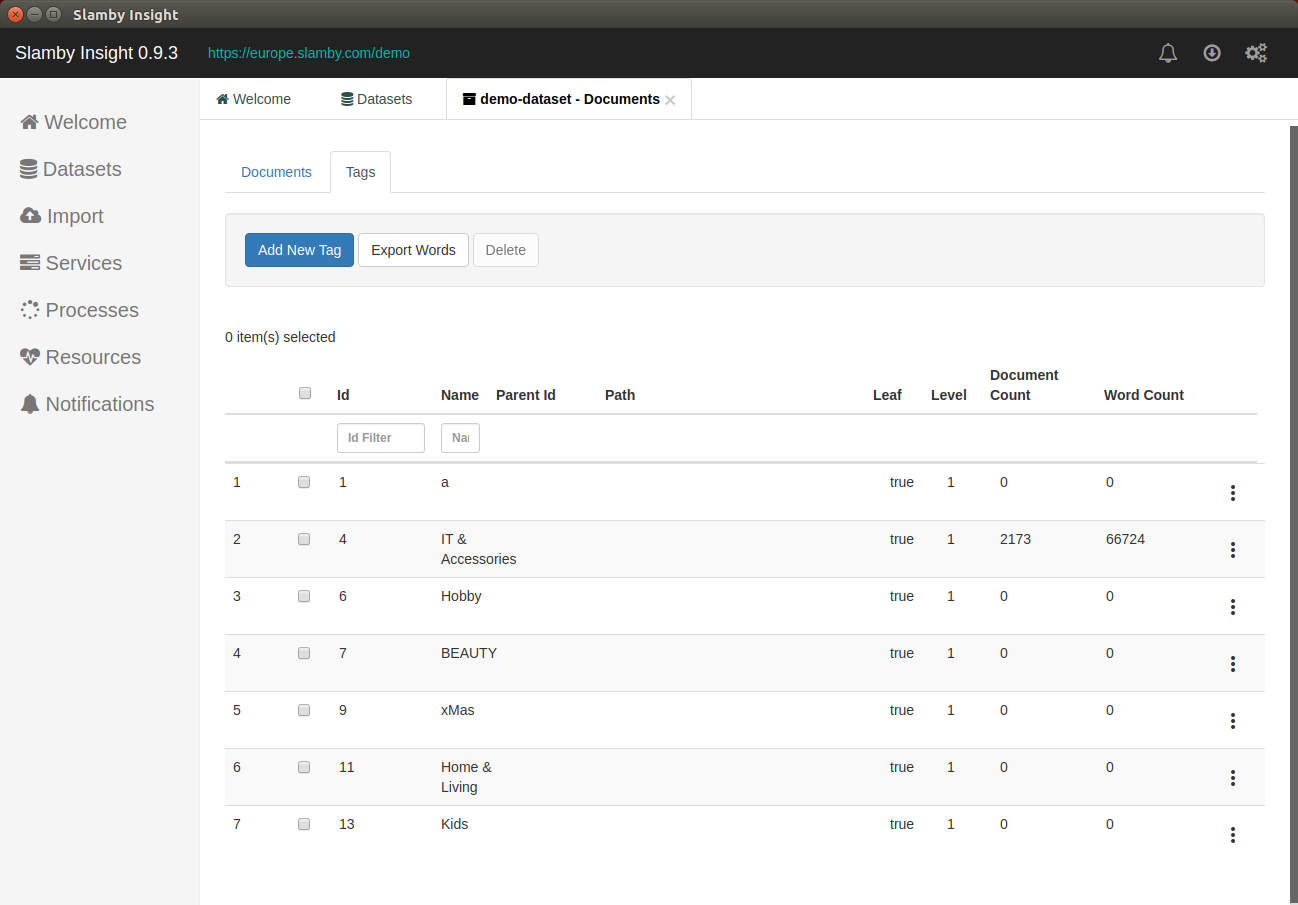 Slamby Insight
Slamby Insight 0.9.3 https://europe.slamby.com/demo
Welcome
Datasets
Import
Services
Processes
Resources
Notifications
Welcome Datasets demo-dataset - Documents
Documents Tags
Add New Tag Export Words Delete
0 item(s) selected
Id Name Parent Id Path Leaf Level Document Count Word Count
Id Filter
1 1 a true 1 0 0
2 4 IT & Accessories true 1 2173 66724
3 6 Hobby true 1 0 0
4 7 BEAUTY true 1 0 0
5 9 xMas true 1 0 0
6 11 Home & Living true 1 0 0
7 13 Kids true 1 0 0